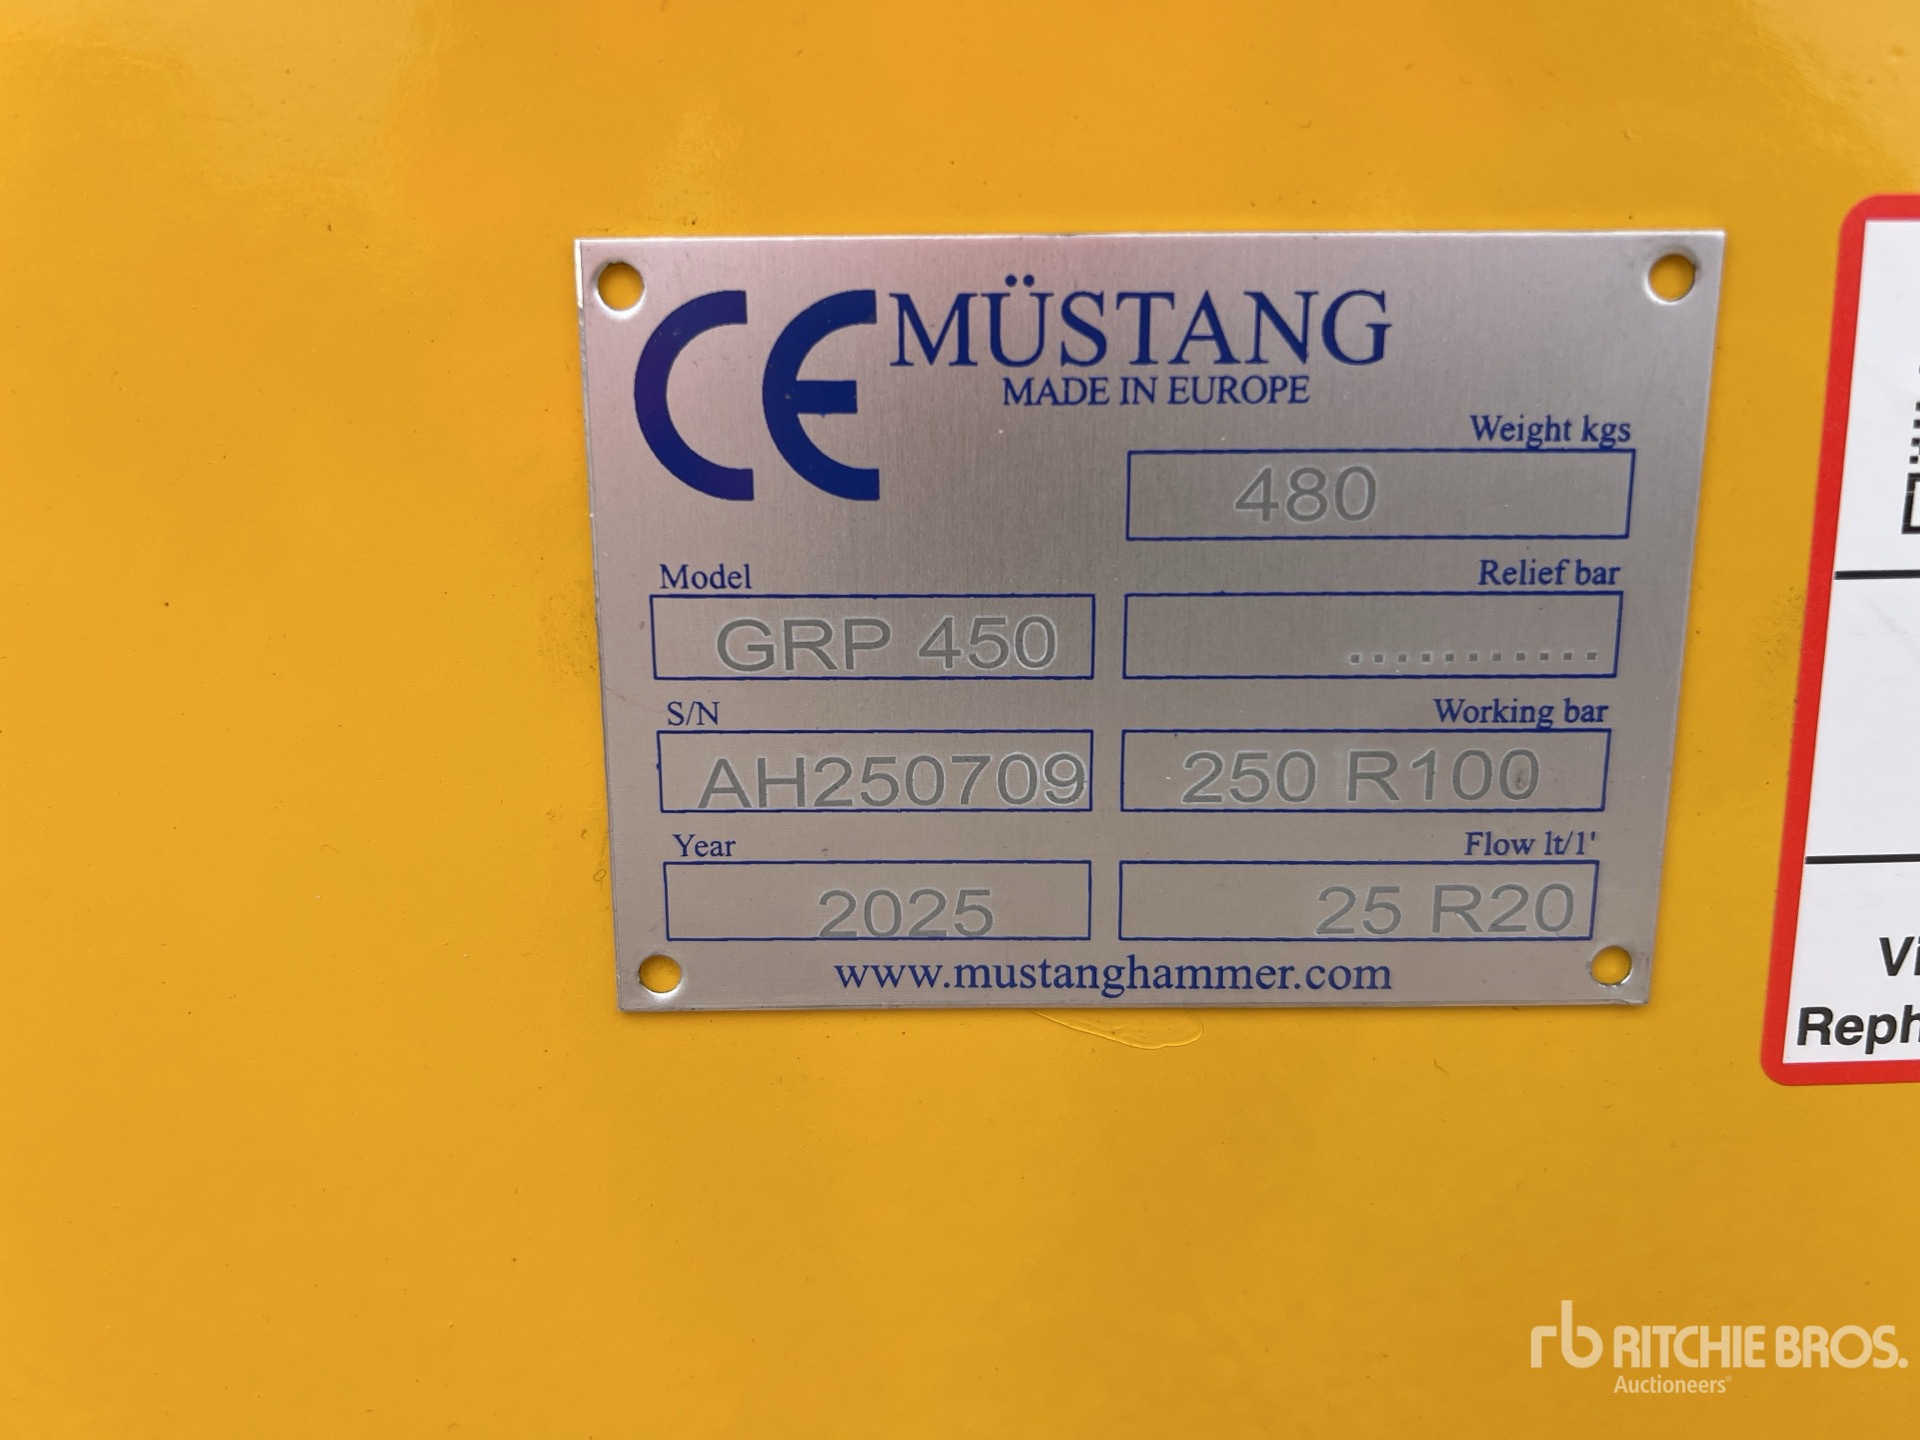 CE MÜSTANG
MADE IN EUROPE
Weight kgs
480
Model
GRP 450
Relief bar
...........
S/N
AH250709
Working bar
250 R100
Year
2025
Flow lt/1'
25 R20
www.mustanghammer.com
rb RITCHIE BROS.
Auctioneers